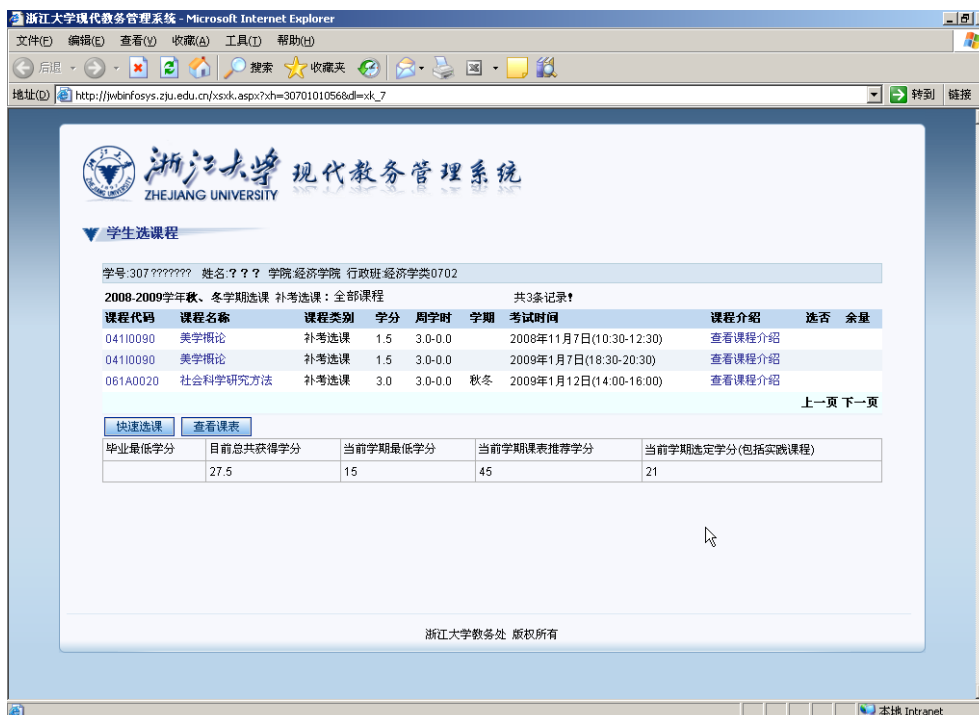 浙江大学现代教务管理系统 - Microsoft Internet Explorer
文件(F) 编辑(E) 查看(V) 收藏(A) 工具(T) 帮助(H)
后退 搜索 收藏夹
地址(D) http://jwbinfosys.zju.edu.cn/xsxk.aspx?xh=3070101056&dl=xk_7 转到 链接
浙江大学 现代教务管理系统
ZHEJIANG UNIVERSITY
学生选课程
学号:307??????? 姓名:??? 学院:经济学院 行政班:经济学类0702
2008-2009学年秋、冬学期选课 补考选课：全部课程 共3条记录!
课程代码 课程名称 课程类别 学分 周学时 学期 考试时间 课程介绍 选否 余量
041I0090 美学概论 补考选课 1.5 3.0-0.0 2008年11月7日(10:30-12:30) 查看课程介绍
041I0090 美学概论 补考选课 1.5 3.0-0.0 2009年1月7日(18:30-20:30) 查看课程介绍
061A0020 社会科学研究方法 补考选课 3.0 3.0-0.0 秋冬 2009年1月12日(14:00-16:00) 查看课程介绍
上一页 下一页
快速选课 查看课表
毕业最低学分 目前总共获得学分 当前学期最低学分 当前学期课表推荐学分 当前学期选定学分(包括实践课程)
27.5 15 45 21
浙江大学教务处 版权所有
本地 Intranet